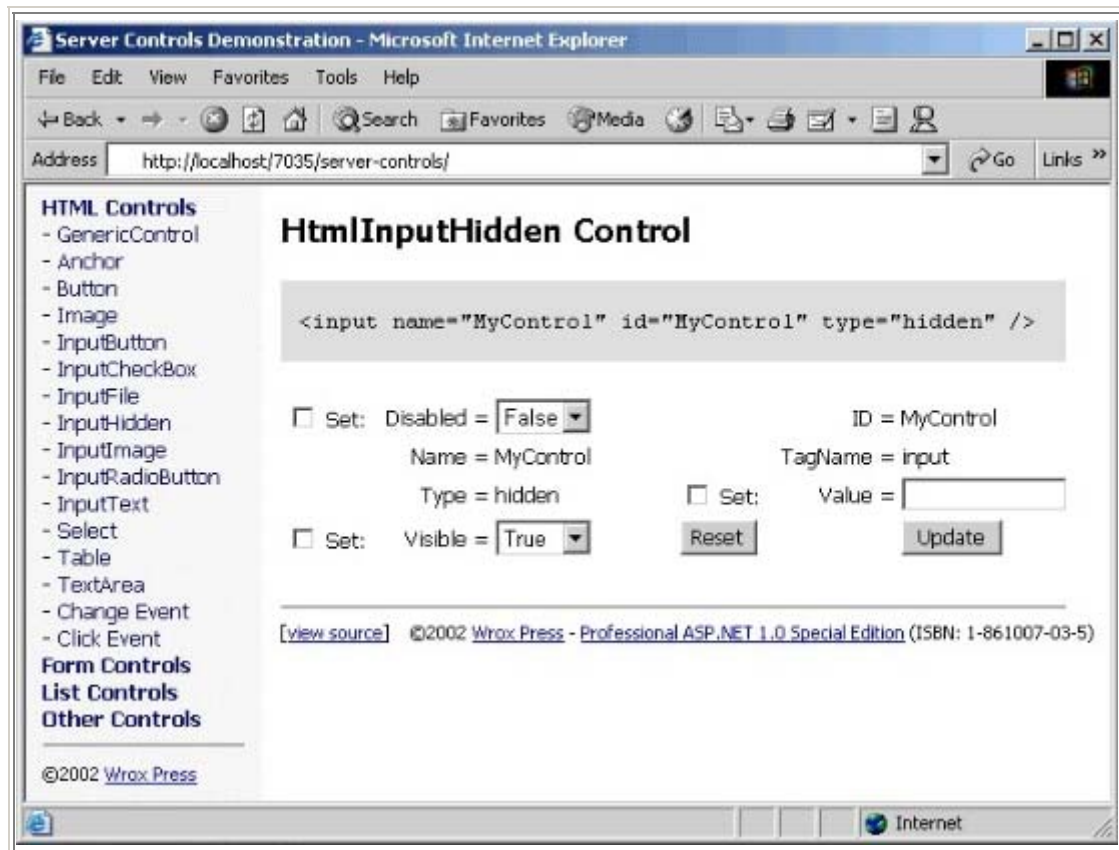 Server Controls Demonstration - Microsoft Internet Explorer
File Edit View Favorites Tools Help
Back Search Favorites Media
Address http://localhost/7035/server-controls/ Go Links »
HTML Controls
- GenericControl
- Anchor
- Button
- Image
- InputButton
- InputCheckBox
- InputFile
- InputHidden
- InputImage
- InputRadioButton
- InputText
- Select
- Table
- TextArea
- Change Event
- Click Event
Form Controls
List Controls
Other Controls
©2002 Wrox Press
HtmlInputHidden Control
<input name="MyControl" id="MyControl" type="hidden" />
Set: Disabled = False ID = MyControl
Name = MyControl TagName = input
Type = hidden Set: Value =
Set: Visible = True Reset Update
[view source] ©2002 Wrox Press - Professional ASP.NET 1.0 Special Edition (ISBN: 1-861007-03-5)
Internet